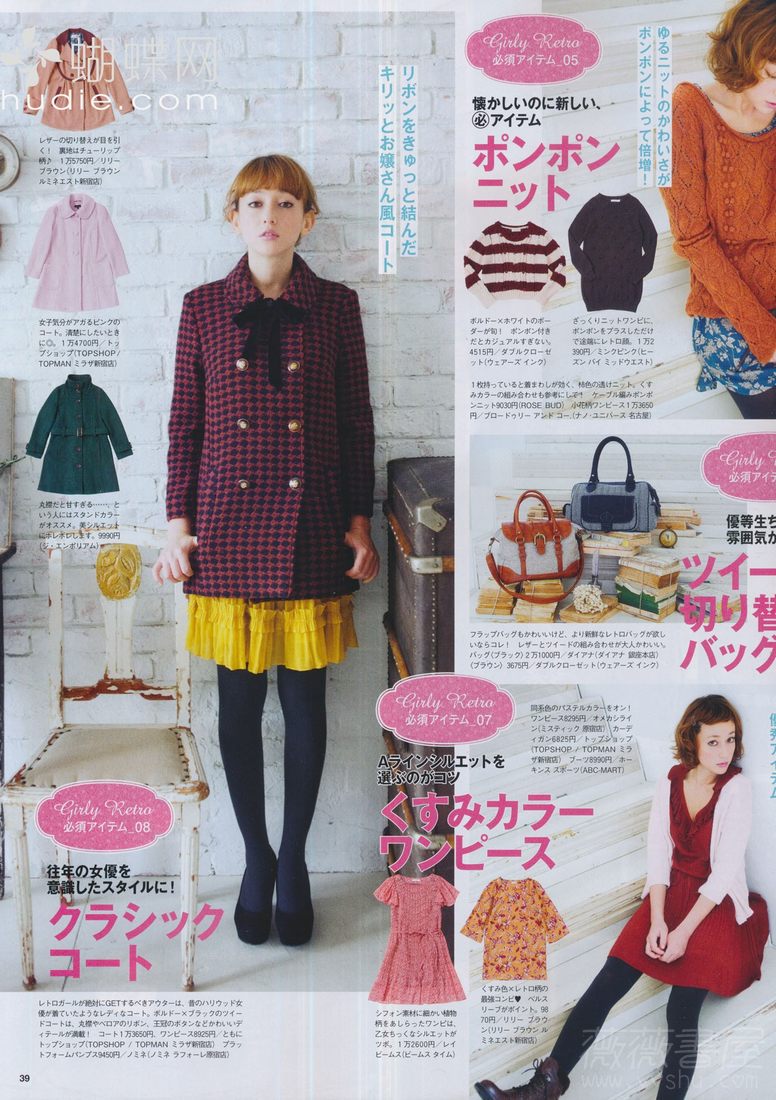 蝴蝶网
hudie.com
レザーの切り替えが目を引
く！　裏地はチューリップ
柄♪　1万5750円／リリー
ブラウン(リリー ブラウン
ルミネエスト新宿店)
女子気分がアガるピンクの
コート。清楚にしたいとき
に◎。1万4700円／トッ
プショップ(TOPSHOP /
TOPMAN ミラザ新宿店)
丸襟だと甘すぎる……、と
いう人にはスタンドカラー
がオススメ。美シルエット
にホレボレします。9990円
(ジ・エンポリアム)
リボンをきゅっと結んだ
キリッとお嬢さん風コート
Girly Retro
必須アイテム_05
懐かしいのに新しい、
必アイテム
ポンポン
ニット
ゆるニットのかわいさが
ポンポンによって倍増！
ボルドー×ホワイトのボー
ダーが旬！ ポンポン付き
だとカジュアルすぎない。
4515円／ダブルクローゼ
ット(ウェアーズ インク)
ざっくりニットワンピに、
ポンポンをプラスしただけ
で途端にレトロ顔。1万2
390円／ミンクピンク(ヒー
ズン バイ ミッドウエスト)
1枚持っていると着まわしが効く、柿色の透けニット。くす
みカラーの組み合わせも参考にして！ ケーブル編みポンポ
ンニット9030円(ROSE BUD)　小花柄ワンピース1万3650
円／ブロードゥリー アンド コー.(ナノ・ユニバース 名古屋)
Girly Retro
優等生ち
雰囲気か
ツイー
切り替
バッグ
フラップバッグもかわいいけど、より新鮮なレトロバッグが欲し
いならコレ！ レザーとツイードの組み合わせが大人かわいい。
バッグ(ブラック) 2万1000円／ダイアナ(ダイアナ 銀座本店)
(ブラウン) 3675円／ダブルクローゼット(ウェアーズ インク)
Girly Retro
必須アイテム_07
Aラインシルエットを
選ぶのがコツ
くすみカラー
ワンピース
同系色のパステルカラーをオン！
ワンピース8295円／オメカシライ
ン(ミスティック 原宿店)　カーデ
ィガン6825円／トップショップ
(TOPSHOP / TOPMAN ミラ
ザ新宿店)　ブーツ8990円／ホー
キンス スポーツ(ABC-MART)
シフォン素材に細かい植物
柄をあしらったワンピは、
乙女ちっくなシルエットが
ツボ。1万2600円／レイ
ビームス(ビームス タイム)
くすみ色×レトロ柄の
最強コンビ♥　ベルス
リーブがポイント。98
70円／リリー ブラウ
ン(リリー ブラウン ル
ミネエスト新宿店)
Girly Retro
必須アイテム_08
往年の女優を
意識したスタイルに！
クラシック
コート
レトロガールが絶対にGETするべきアウターは、昔のハリウッド女
優が着ていたようなレディなコート。ボルドー×ブラックのツイー
ドコートは、丸襟やベロアのリボン、王冠のボタンなどかわいいデ
ィテールが満載！　コート1万3650円、ワンピース8925円／ともに
トップショップ(TOPSHOP / TOPMAN ミラザ新宿店)　プラッ
トフォームパンプス9450円／ノミネ(ノミネ ラフォーレ原宿店)
39
薇薇書屋